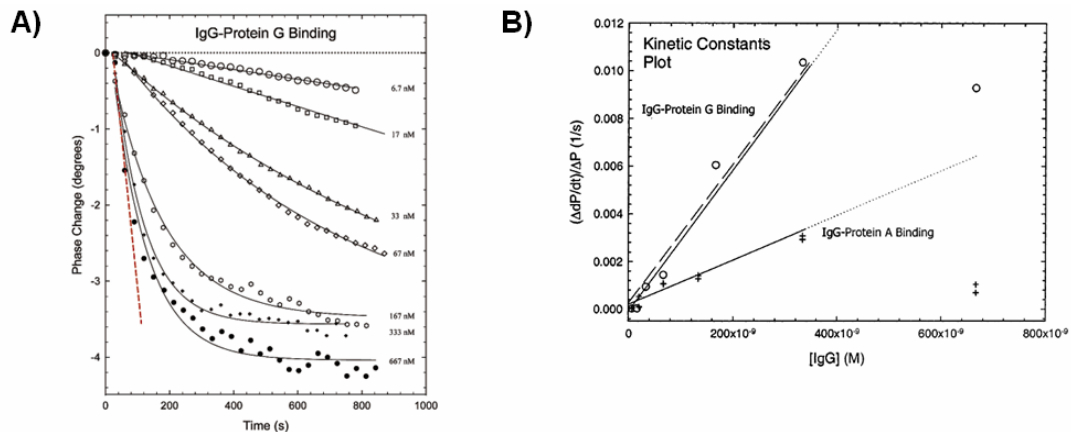 A)
IgG-Protein G Binding
0
-1
-2
-3
-4
Phase Change (degrees)
6.7 nM
17 nM
33 nM
67 nM
167 nM
333 nM
667 nM
0 200 400 600 800 1000
Time (s)
B)
Kinetic Constants
Plot
IgG-Protein G Binding
IgG-Protein A Binding
0.012
0.010
0.008
0.006
0.004
0.002
0.000
(ΔdP/dt)/ΔP (1/s)
0 200x10⁻⁹ 400x10⁻⁹ 600x10⁻⁹ 800x10⁻⁹
[IgG] (M)